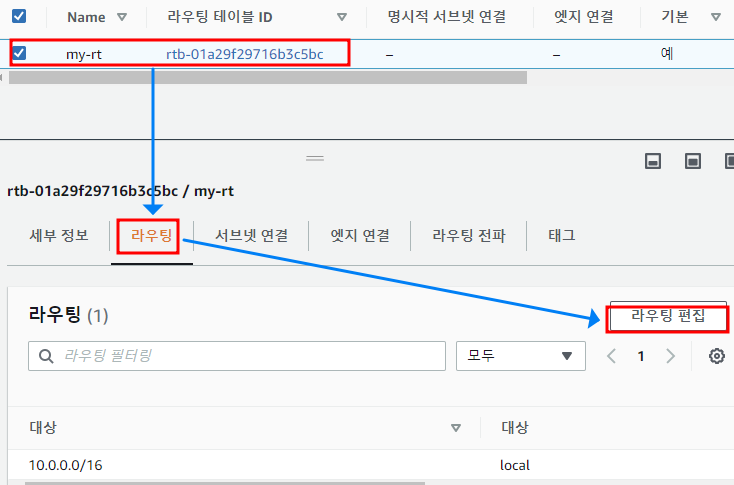 Name 라우팅 테이블 ID 명시적 서브넷 연결 엣지 연결 기본
my-rt rtb-01a29f29716b3c5bc – – 예
rtb-01a29f29716b3c5bc / my-rt
세부 정보 라우팅 서브넷 연결 엣지 연결 라우팅 전파 태그
라우팅 (1) 라우팅 편집
라우팅 필터링 모두 1
대상 대상
10.0.0.0/16 local